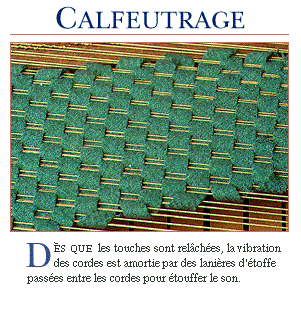 CALFEUTRAGE
DÈS QUE les touches sont relâchées, la vibration
des cordes est amortie par des lanières d'étoffe
passées entre les cordes pour étouffer le son.